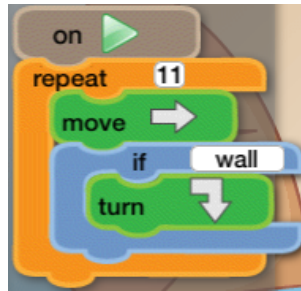 on
repeat 11
move
if wall
turn